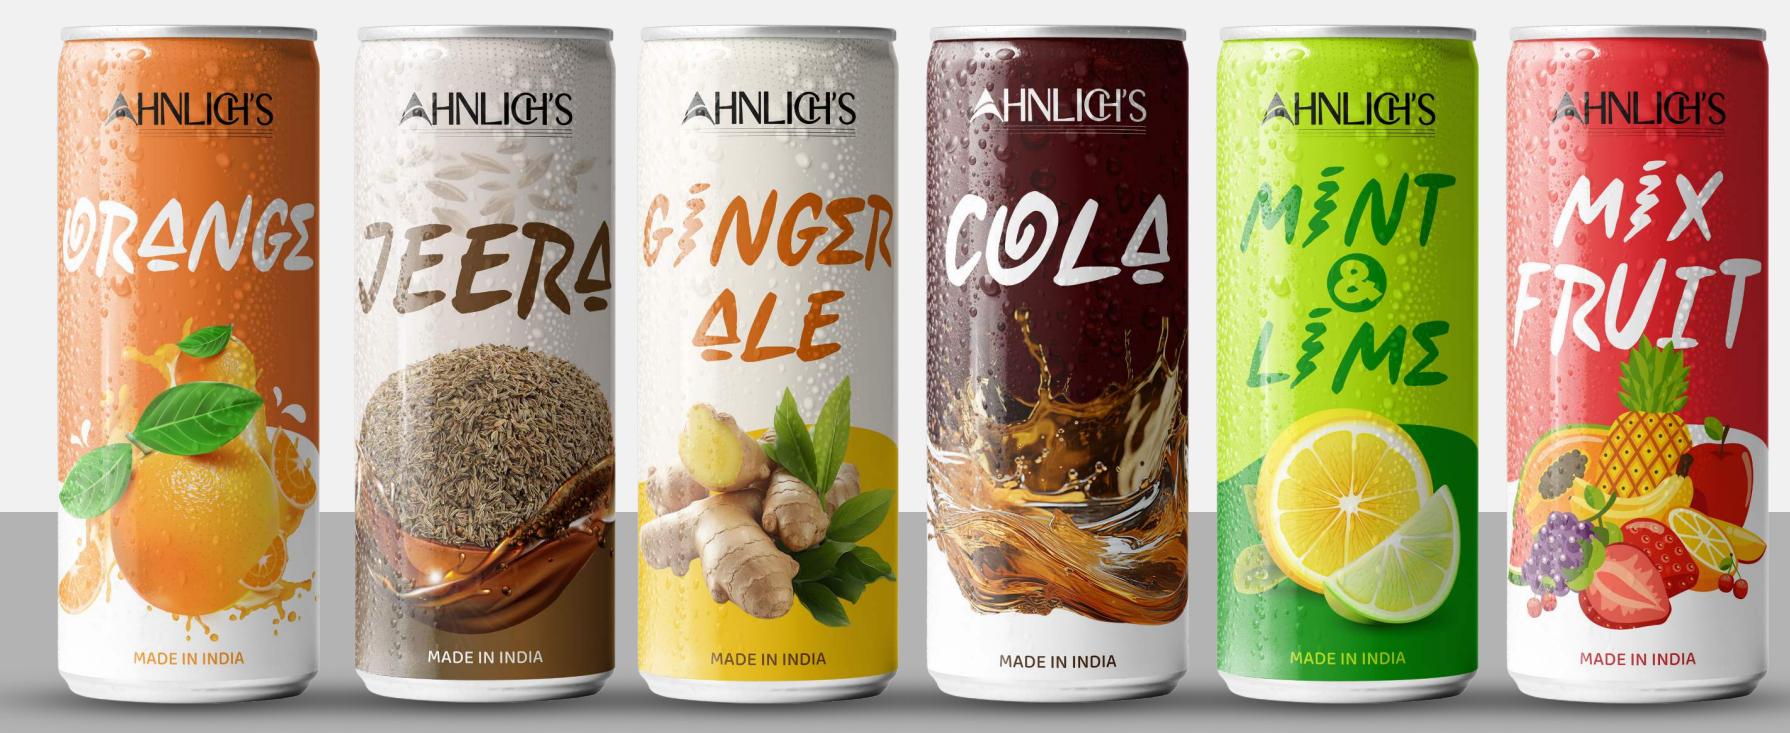 AHNLICH'S
ORANGE
MADE IN INDIA
AHNLICH'S
JEERA
MADE IN INDIA
AHNLICH'S
GINGER
ALE
MADE IN INDIA
AHNLICH'S
COLA
MADE IN INDIA
AHNLICH'S
MINT
&
LIME
MADE IN INDIA
AHNLICH'S
MIX
FRUIT
MADE IN INDIA